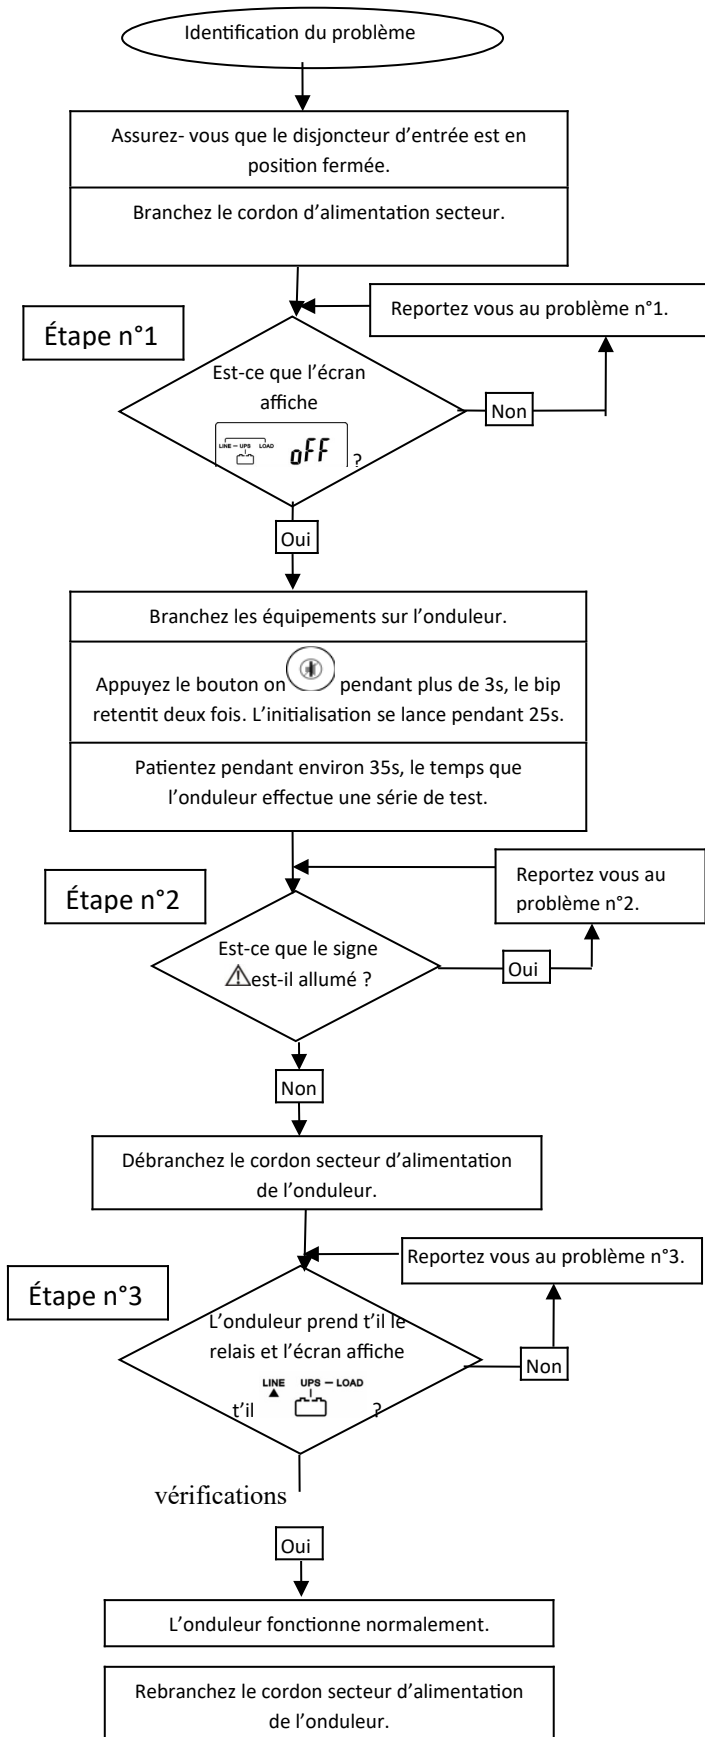 Identification du problème
Assurez- vous que le disjoncteur d’entrée est en
position fermée.
Branchez le cordon d’alimentation secteur.
Reportez vous au problème n°1.
Étape n°1
Est-ce que l’écran
affiche
LINE – UPS LOAD
oFF
?
Non
Oui
Branchez les équipements sur l’onduleur.
Appuyez le bouton on pendant plus de 3s, le bip
retentit deux fois. L’initialisation se lance pendant 25s.
Patientez pendant environ 35s, le temps que
l’onduleur effectue une série de test.
Reportez vous au
problème n°2.
Étape n°2
Est-ce que le signe
⚠est-il allumé ?
Oui
Non
Débranchez le cordon secteur d’alimentation
de l’onduleur.
Reportez vous au problème n°3.
Étape n°3
L’onduleur prend t’il le
relais et l’écran affiche
LINE UPS – LOAD
t’il ?
Non
vérifications
Oui
L’onduleur fonctionne normalement.
Rebranchez le cordon secteur d’alimentation
de l’onduleur.